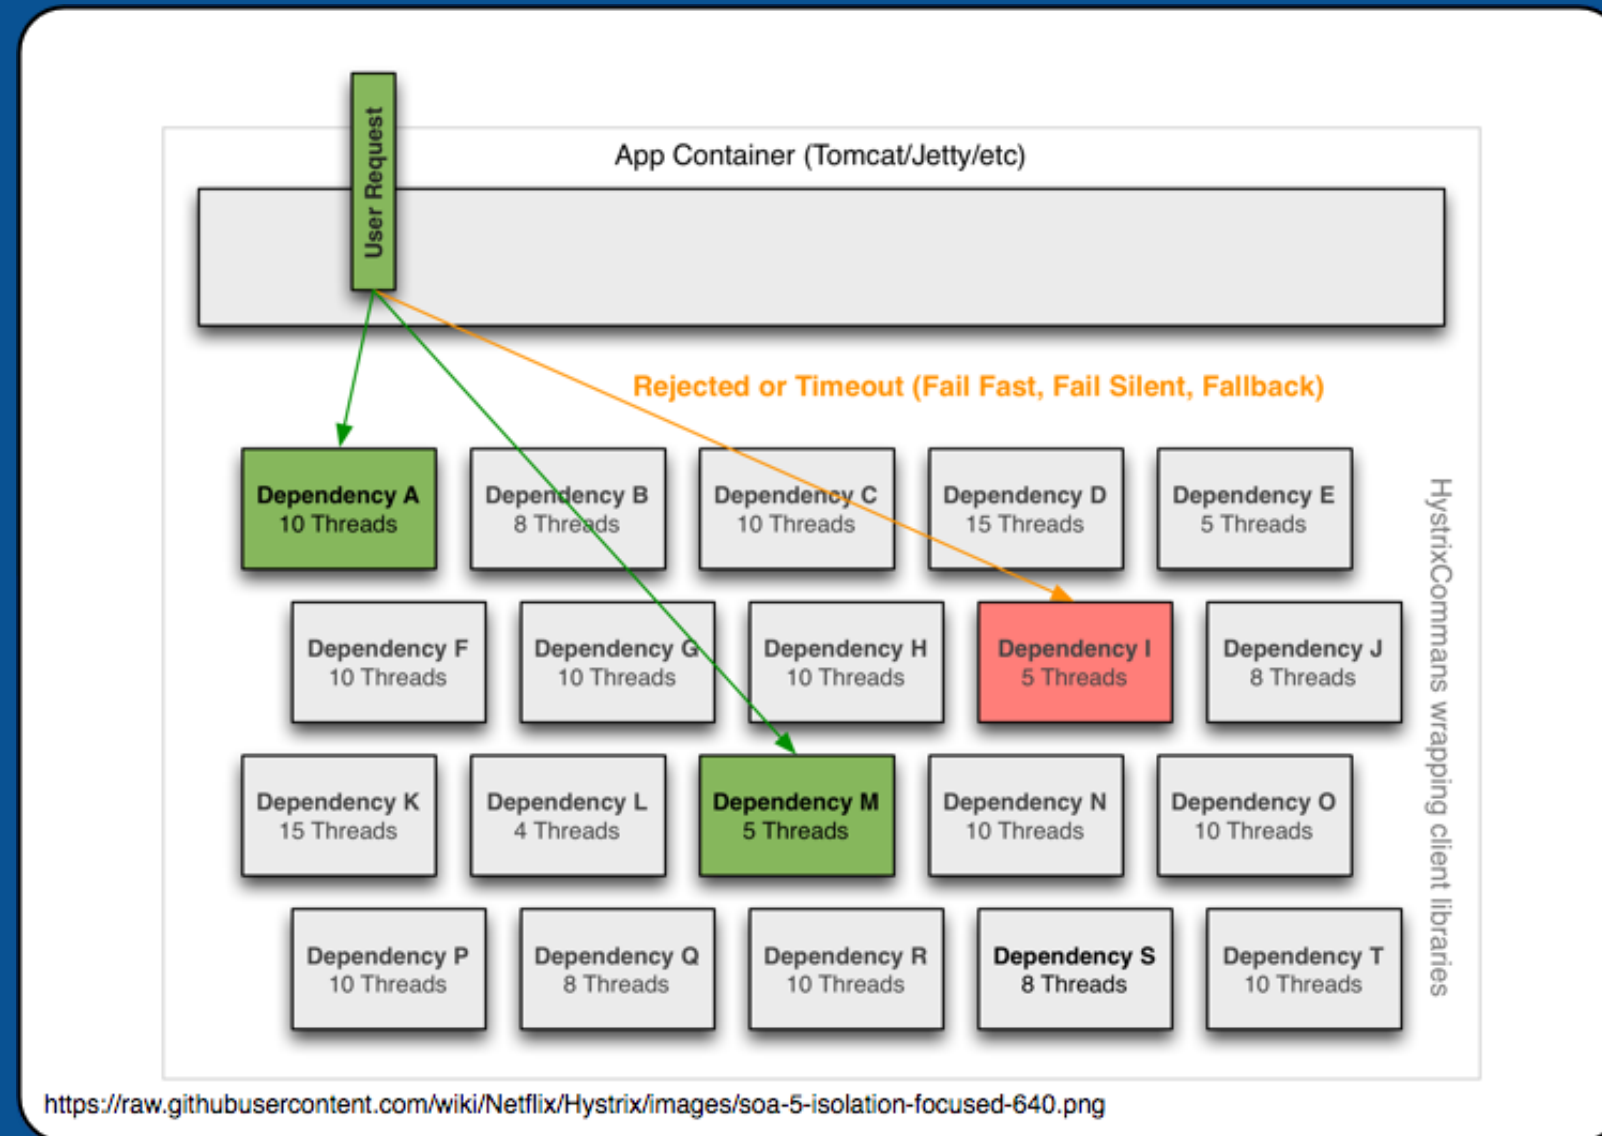 User Request
App Container (Tomcat/Jetty/etc)
Rejected or Timeout (Fail Fast, Fail Silent, Fallback)
Dependency A
10 Threads
Dependency B
8 Threads
Dependency C
10 Threads
Dependency D
15 Threads
Dependency E
5 Threads
Dependency F
10 Threads
Dependency G
10 Threads
Dependency H
10 Threads
Dependency I
5 Threads
Dependency J
8 Threads
Dependency K
15 Threads
Dependency L
4 Threads
Dependency M
5 Threads
Dependency N
10 Threads
Dependency O
10 Threads
Dependency P
10 Threads
Dependency Q
8 Threads
Dependency R
10 Threads
Dependency S
8 Threads
Dependency T
10 Threads
HystrixCommans wrapping client libraries
https://raw.githubusercontent.com/wiki/Netflix/Hystrix/images/soa-5-isolation-focused-640.png